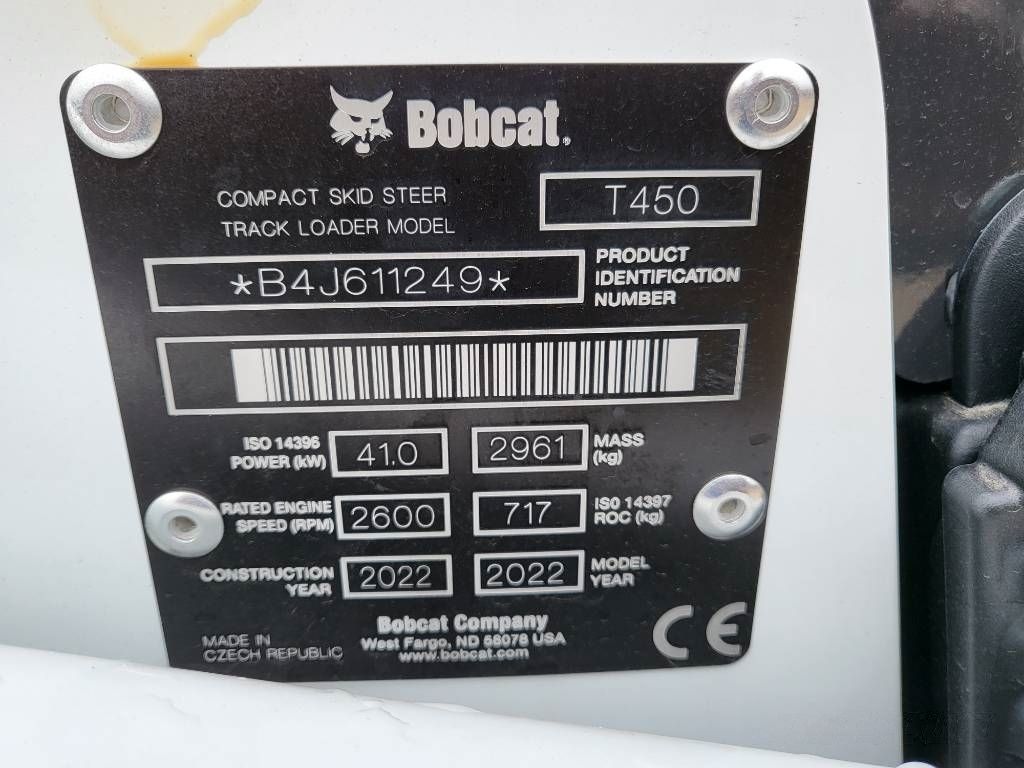 Bobcat.
COMPACT SKID STEER
TRACK LOADER MODEL
T450
*B4J611249*
PRODUCT
IDENTIFICATION
NUMBER
ISO 14396
POWER (kW)
41.0
2961
MASS
(kg)
RATED ENGINE
SPEED (RPM)
2600
717
ISO 14397
ROC (kg)
CONSTRUCTION
YEAR
2022
2022
MODEL
YEAR
MADE IN
CZECH REPUBLIC
Bobcat Company
West Fargo, ND 58078 USA
www.bobcat.com
CE